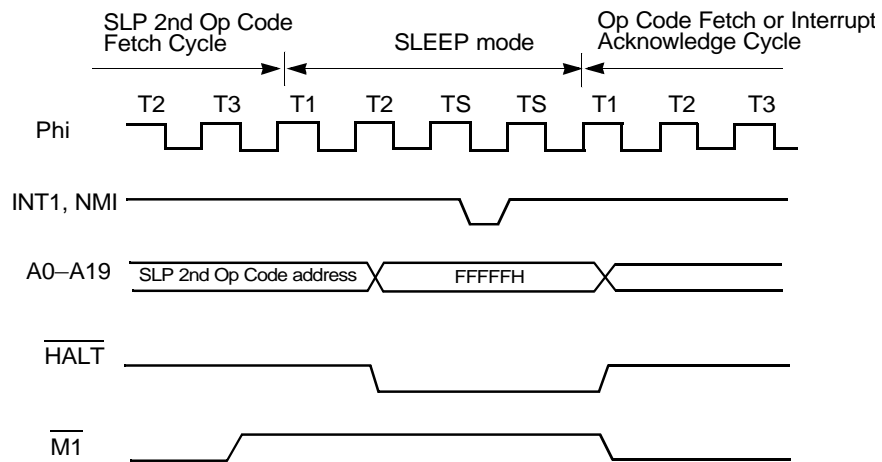 SLP 2nd Op Code
Fetch Cycle
SLEEP mode
Op Code Fetch or Interrupt
Acknowledge Cycle
T2 T3 T1 T2 TS TS T1 T2 T3
Phi
INT1, NMI
A0–A19
SLP 2nd Op Code address
FFFFFH
HALT
M1